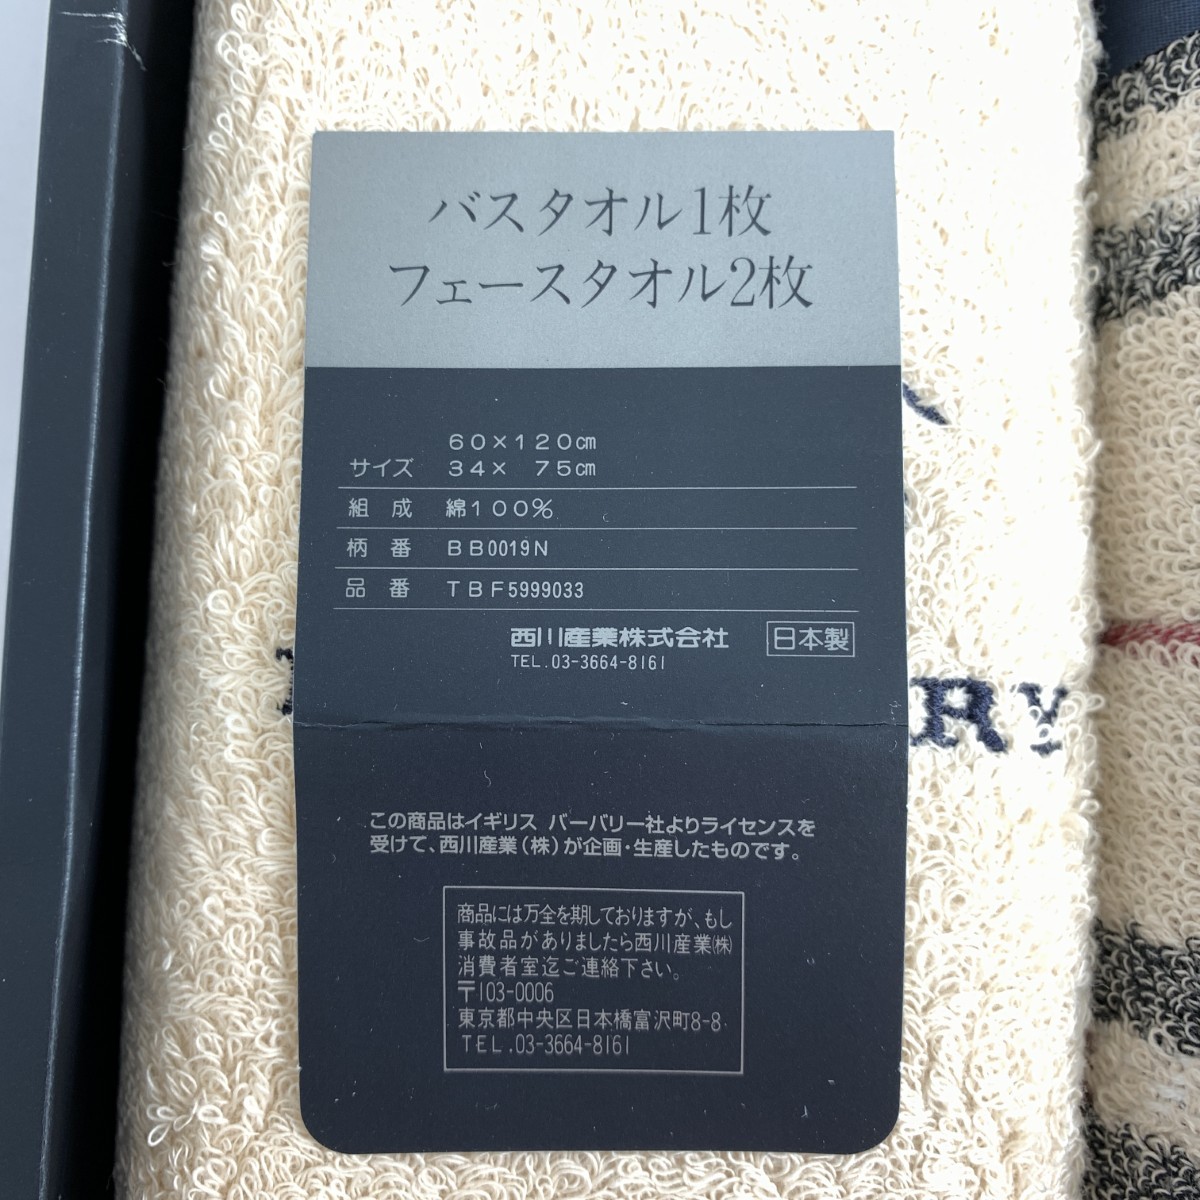 バスタオル1枚
フェースタオル2枚
60×120㎝
サイズ 34× 75㎝
組成 綿100%
柄番 BB0019N
品番 TBF5999033
西川産業株式会社 日本製
TEL.03-3664-8161
RY
この商品はイギリス バーバリー社よりライセンスを
受けて、西川産業(株)が企画・生産したものです。
商品には万全を期しておりますが、もし
事故品がありましたら西川産業㈱
消費者室迄ご連絡下さい。
〒103-0006
東京都中央区日本橋富沢町8-8
TEL.03-3664-8161